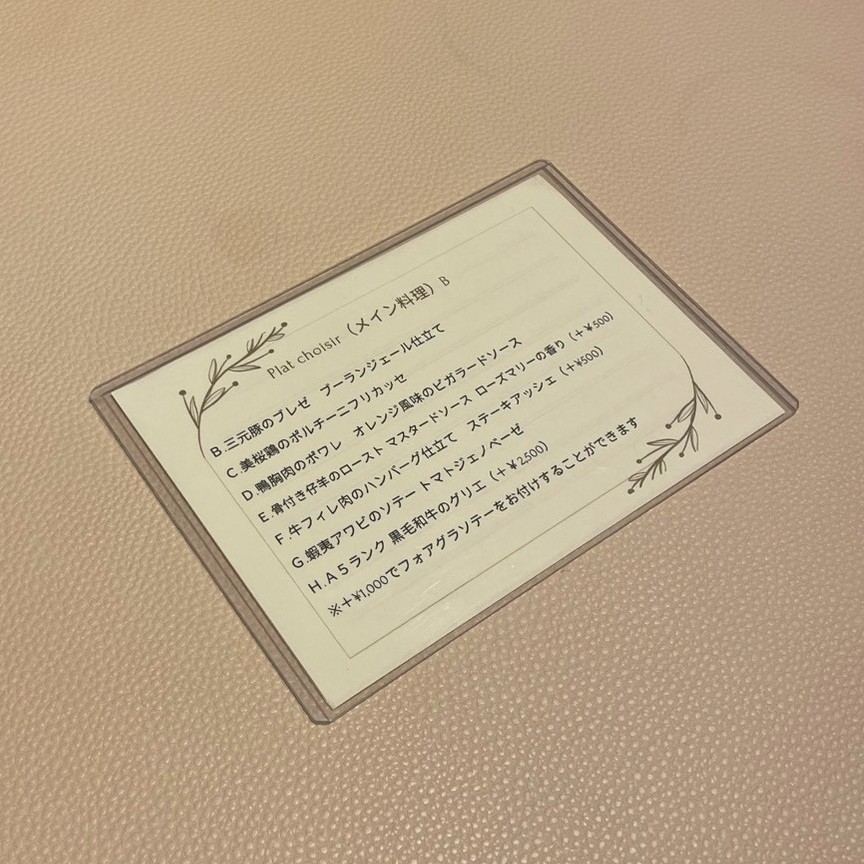 Plat choisir（メイン料理）B
B.三元豚のブレゼ　ブーランジェール仕立て
C.美桜鶏のポルチーニフリカッセ
D.鴨胸肉のポワレ　オレンジ風味のビガラードソース
E.骨付き仔羊のロースト マスタードソース ローズマリーの香り（＋¥500）
F.牛フィレ肉のハンバーグ仕立て　ステーキアッシェ（＋¥500）
G.蝦夷アワビのソテー トマトジェノベーゼ
H.A５ランク 黒毛和牛のグリエ（＋¥2,500）
※＋¥1,000でフォアグラソテーをお付けすることができます